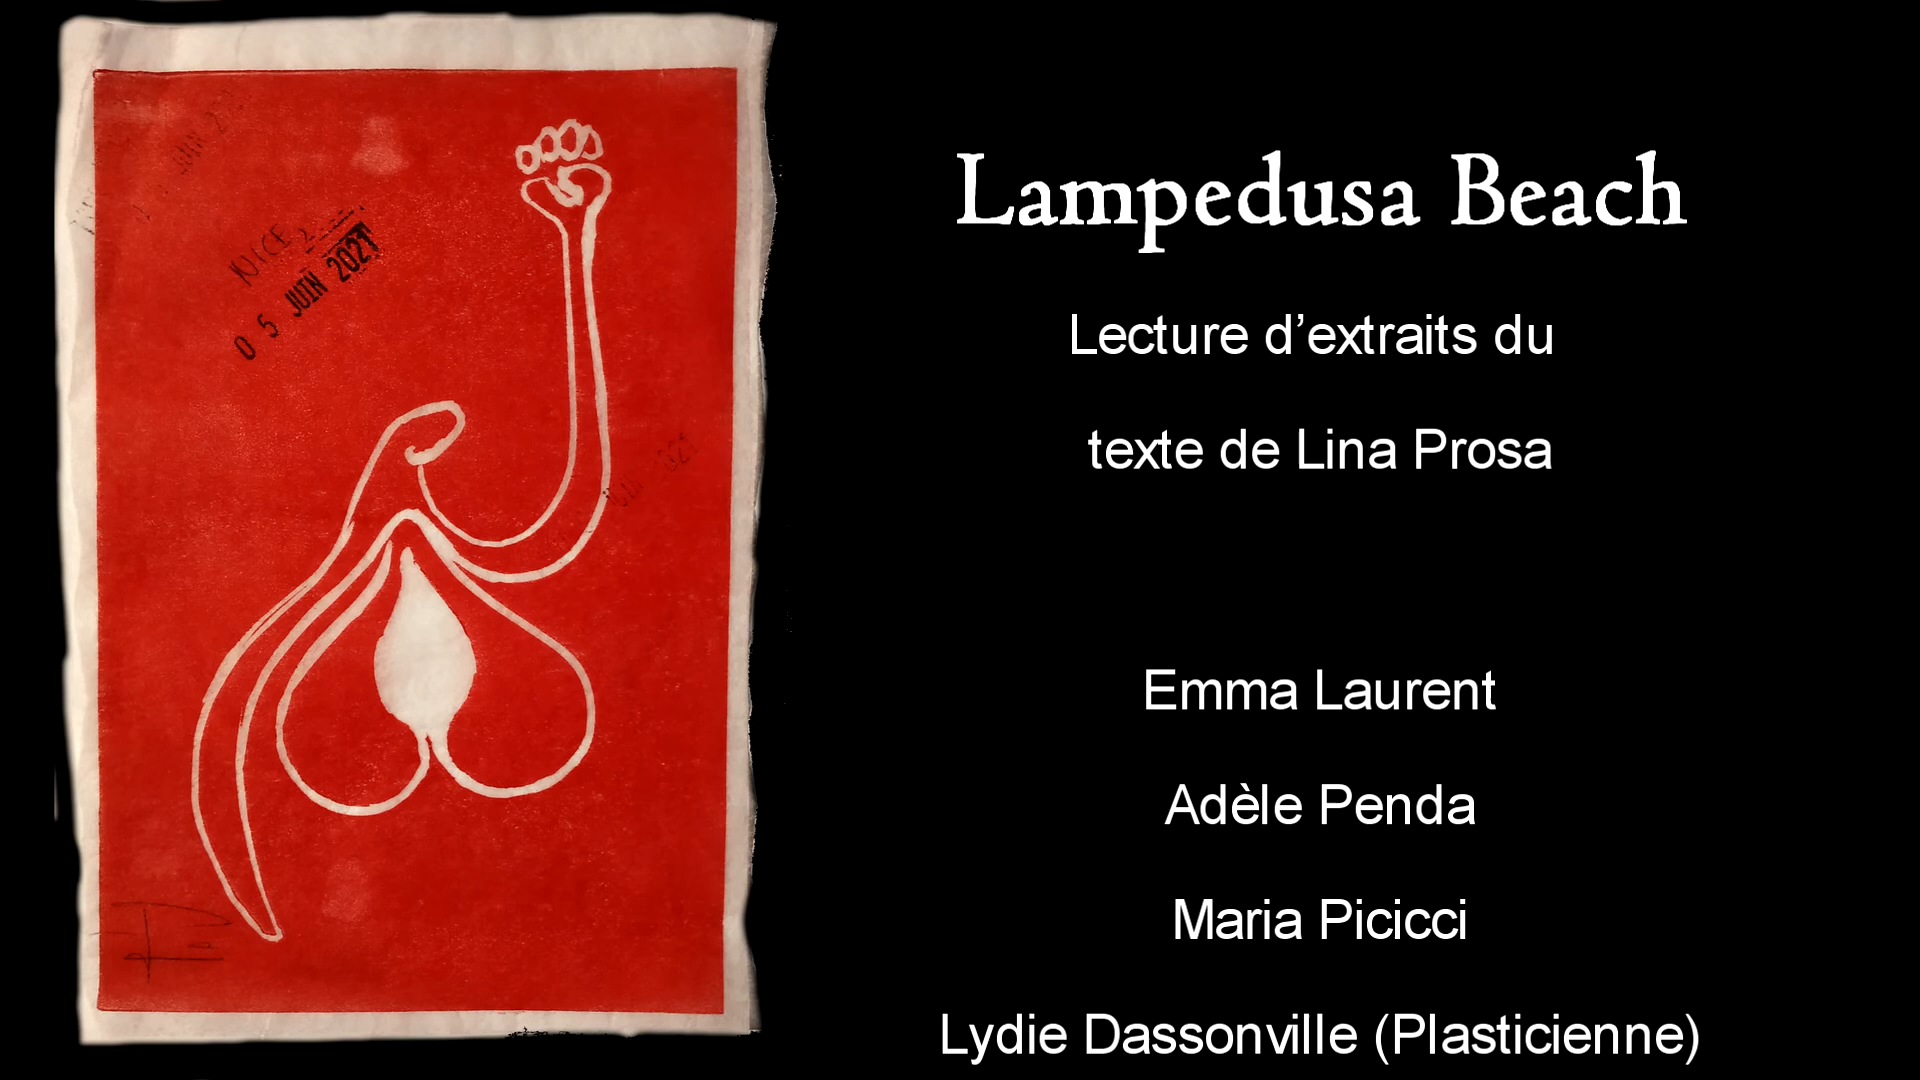 NICE
05 JUIN 2021
Lampedusa Beach
Lecture d’extraits du
texte de Lina Prosa
Emma Laurent
Adèle Penda
Maria Picicci
Lydie Dassonville (Plasticienne)